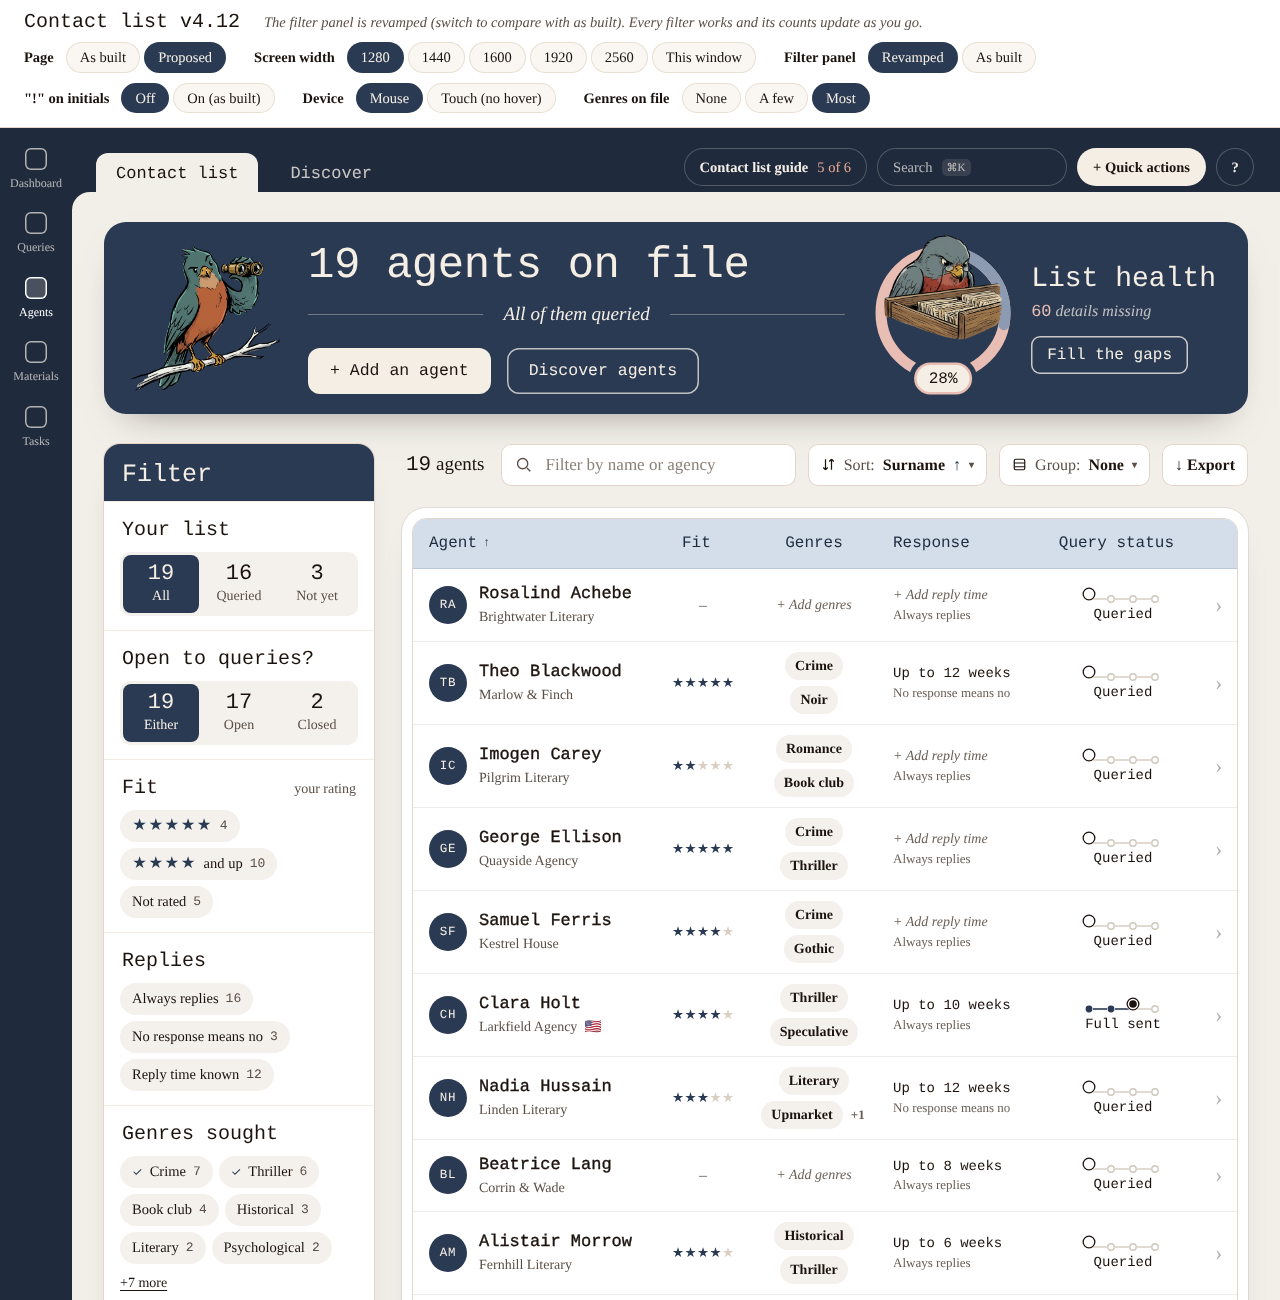 Contact list v4.12 The filter panel is revamped (switch to compare with as built). Every filter works and its counts update as you go.
Page As built Proposed Screen width 1280 1440 1600 1920 2560 This window Filter panel Revamped As built
"!" on initials Off On (as built) Device Mouse Touch (no hover) Genres on file None A few Most
Dashboard
Queries
Agents
Materials
Tasks
Contact list Discover Contact list guide 5 of 6 Search ⌘K + Quick actions ?
19 agents on file
All of them queried
+ Add an agent Discover agents
28%
List health
60 details missing
Fill the gaps
Filter
Your list
19 All 16 Queried 3 Not yet
Open to queries?
19 Either 17 Open 2 Closed
Fit your rating
★★★★★ 4
★★★★ and up 10
Not rated 5
Replies
Always replies 16
No response means no 3
Reply time known 12
Genres sought
✓ Crime 7 ✓ Thriller 6
Book club 4 Historical 3
Literary 2 Psychological 2
+7 more
19 agents Filter by name or agency Sort: Surname ↑ ▾ Group: None ▾ ↓ Export
Agent ↑ Fit Genres Response Query status
RA Rosalind Achebe – + Add genres + Add reply time Queried ›
Brightwater Literary Always replies
TB Theo Blackwood ★★★★★ Crime Up to 12 weeks Queried ›
Marlow & Finch Noir No response means no
IC Imogen Carey ★★★★★ Romance + Add reply time Queried ›
Pilgrim Literary Book club Always replies
GE George Ellison ★★★★★ Crime + Add reply time Queried ›
Quayside Agency Thriller Always replies
SF Samuel Ferris ★★★★★ Crime + Add reply time Queried ›
Kestrel House Gothic Always replies
CH Clara Holt ★★★★★ Thriller Up to 10 weeks Full sent ›
Larkfield Agency 🇺🇸 Speculative Always replies
NH Nadia Hussain ★★★★★ Literary Up to 12 weeks Queried ›
Linden Literary Upmarket +1 No response means no
BL Beatrice Lang – + Add genres Up to 8 weeks Queried ›
Corrin & Wade Always replies
AM Alistair Morrow ★★★★★ Historical Up to 6 weeks Queried ›
Fernhill Literary Thriller Always replies